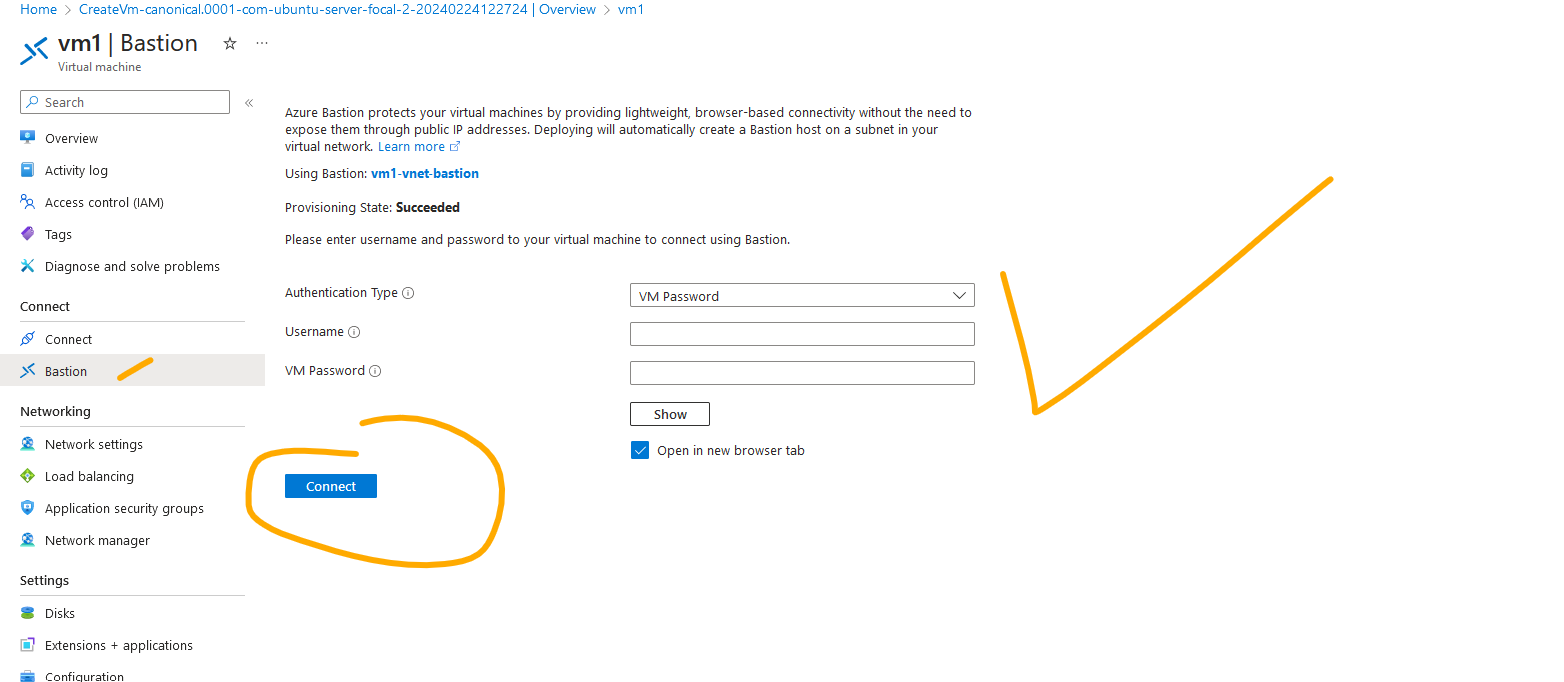 Home > CreateVm-canonical.0001-com-ubuntu-server-focal-2-20240224122724 | Overview > vm1
vm1 | Bastion
Virtual machine
Search
Overview
Activity log
Access control (IAM)
Tags
Diagnose and solve problems
Connect
Connect
Bastion
Networking
Network settings
Load balancing
Application security groups
Network manager
Settings
Disks
Extensions + applications
Configuration
Azure Bastion protects your virtual machines by providing lightweight, browser-based connectivity without the need to
expose them through public IP addresses. Deploying will automatically create a Bastion host on a subnet in your
virtual network. Learn more
Using Bastion: vm1-vnet-bastion
Provisioning State: Succeeded
Please enter username and password to your virtual machine to connect using Bastion.
Authentication Type
VM Password
Username
VM Password
Show
Open in new browser tab
Connect